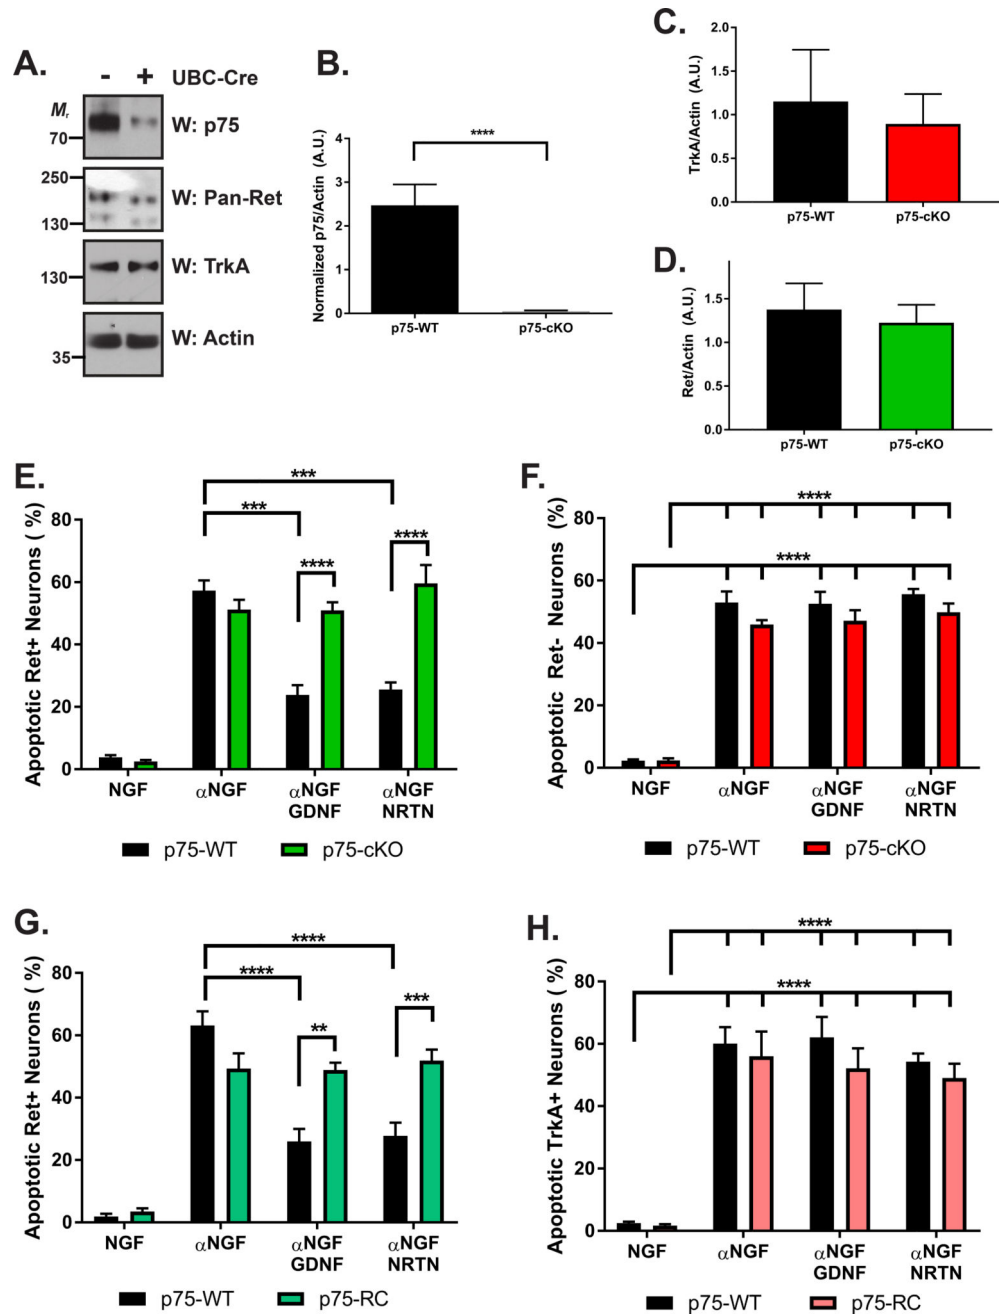 A.
- + UBC-Cre
Mr
70
W: p75
250
130
W: Pan-Ret
130
W: TrkA
35
W: Actin
B.
Normalized p75/Actin (A.U.)
4
3
2
1
0
****
p75-WT p75-cKO
C.
TrkA/Actin (A.U.)
2.0
1.5
1.0
0.5
0.0
p75-WT p75-cKO
D.
Ret/Actin (A.U.)
1.5
1.0
0.5
0.0
p75-WT p75-cKO
E.
Apoptotic Ret+ Neurons (%)
80
60
40
20
0
***
***
****
****
NGF αNGF αNGF αNGF
GDNF NRTN
p75-WT p75-cKO
F.
Apoptotic Ret- Neurons (%)
80
60
40
20
0
****
****
NGF αNGF αNGF αNGF
GDNF NRTN
p75-WT p75-cKO
G.
Apoptotic Ret+ Neurons (%)
80
60
40
20
0
****
****
**
***
NGF αNGF αNGF αNGF
GDNF NRTN
p75-WT p75-RC
H.
Apoptotic TrkA+ Neurons (%)
80
60
40
20
0
****
****
NGF αNGF αNGF αNGF
GDNF NRTN
p75-WT p75-RC